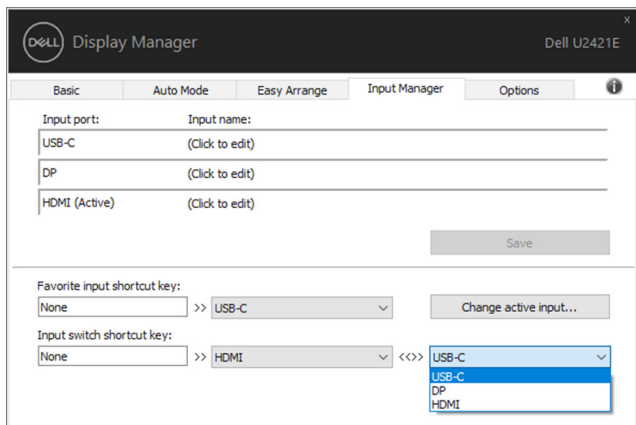 x
DELL Display Manager Dell U2421E
Basic Auto Mode Easy Arrange Input Manager Options i
Input port: Input name:
USB-C (Click to edit)
DP (Click to edit)
HDMI (Active) (Click to edit)
Save
Favorite input shortcut key:
None >> USB-C Change active input...
Input switch shortcut key:
None >> HDMI <<>> USB-C
USB-C
DP
HDMI